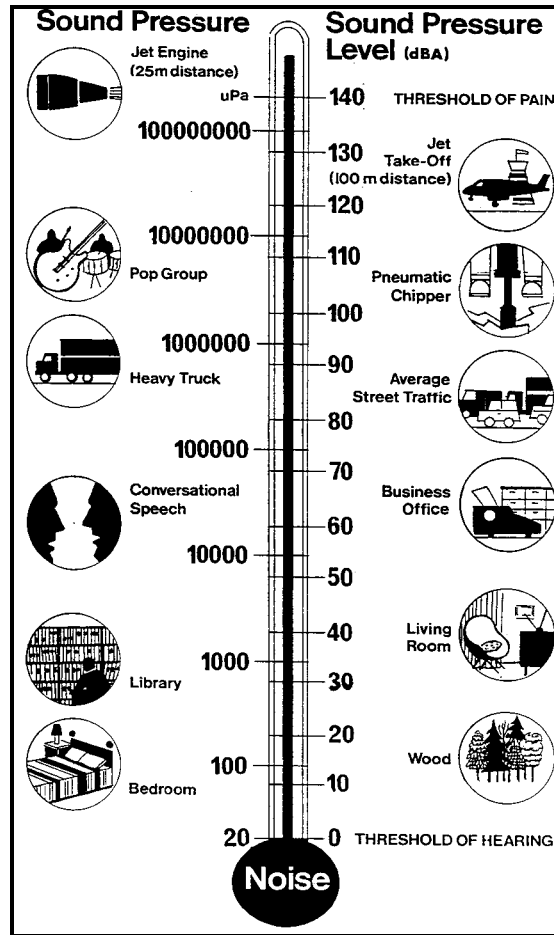 Sound Pressure
Sound Pressure
Level (dBA)
Jet Engine
(25m distance)
uPa
140
THRESHOLD OF PAIN
100000000
130
Jet
Take-Off
(100 m distance)
120
10000000
110
Pop Group
Pneumatic
Chipper
100
1000000
90
Heavy Truck
Average
Street Traffic
80
100000
70
Conversational
Speech
Business
Office
60
10000
50
40
Living
Room
1000
30
Library
20
100
Wood
10
Bedroom
20
0
THRESHOLD OF HEARING
Noise